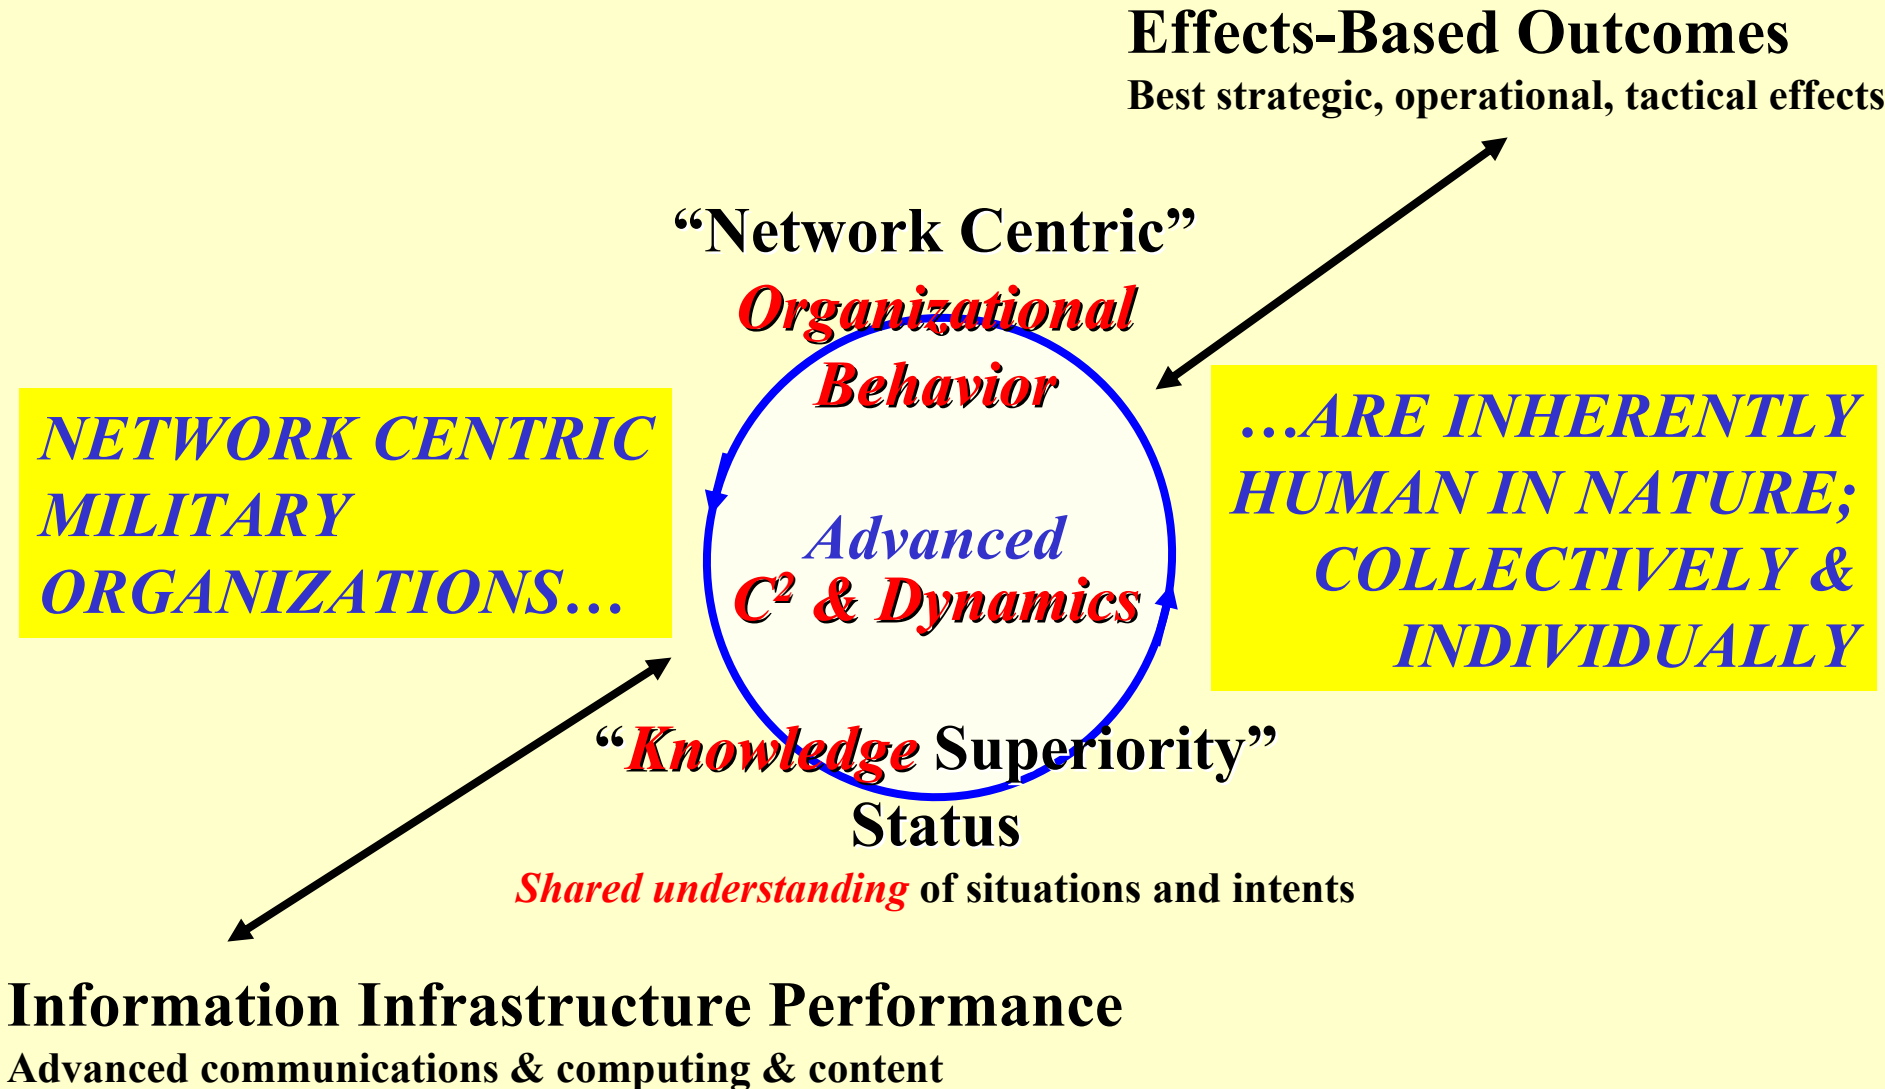 Effects-Based Outcomes
Best strategic, operational, tactical effects
“Network Centric”
Organizational
Behavior
NETWORK CENTRIC
MILITARY
ORGANIZATIONS…
…ARE INHERENTLY
HUMAN IN NATURE;
COLLECTIVELY &
INDIVIDUALLY
Advanced
C² & Dynamics
“Knowledge Superiority”
Status
Shared understanding of situations and intents
Information Infrastructure Performance
Advanced communications & computing & content